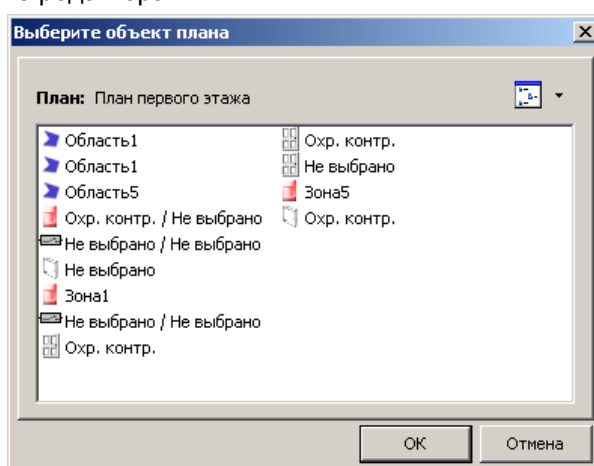 Выберите объект плана
План: План первого этажа
Область1
Область1
Область5
Охр. контр. / Не выбрано
Не выбрано / Не выбрано
Не выбрано
Зона1
Не выбрано / Не выбрано
Охр. контр.
Охр. контр.
Не выбрано
Зона5
Охр. контр.
ОК
Отмена